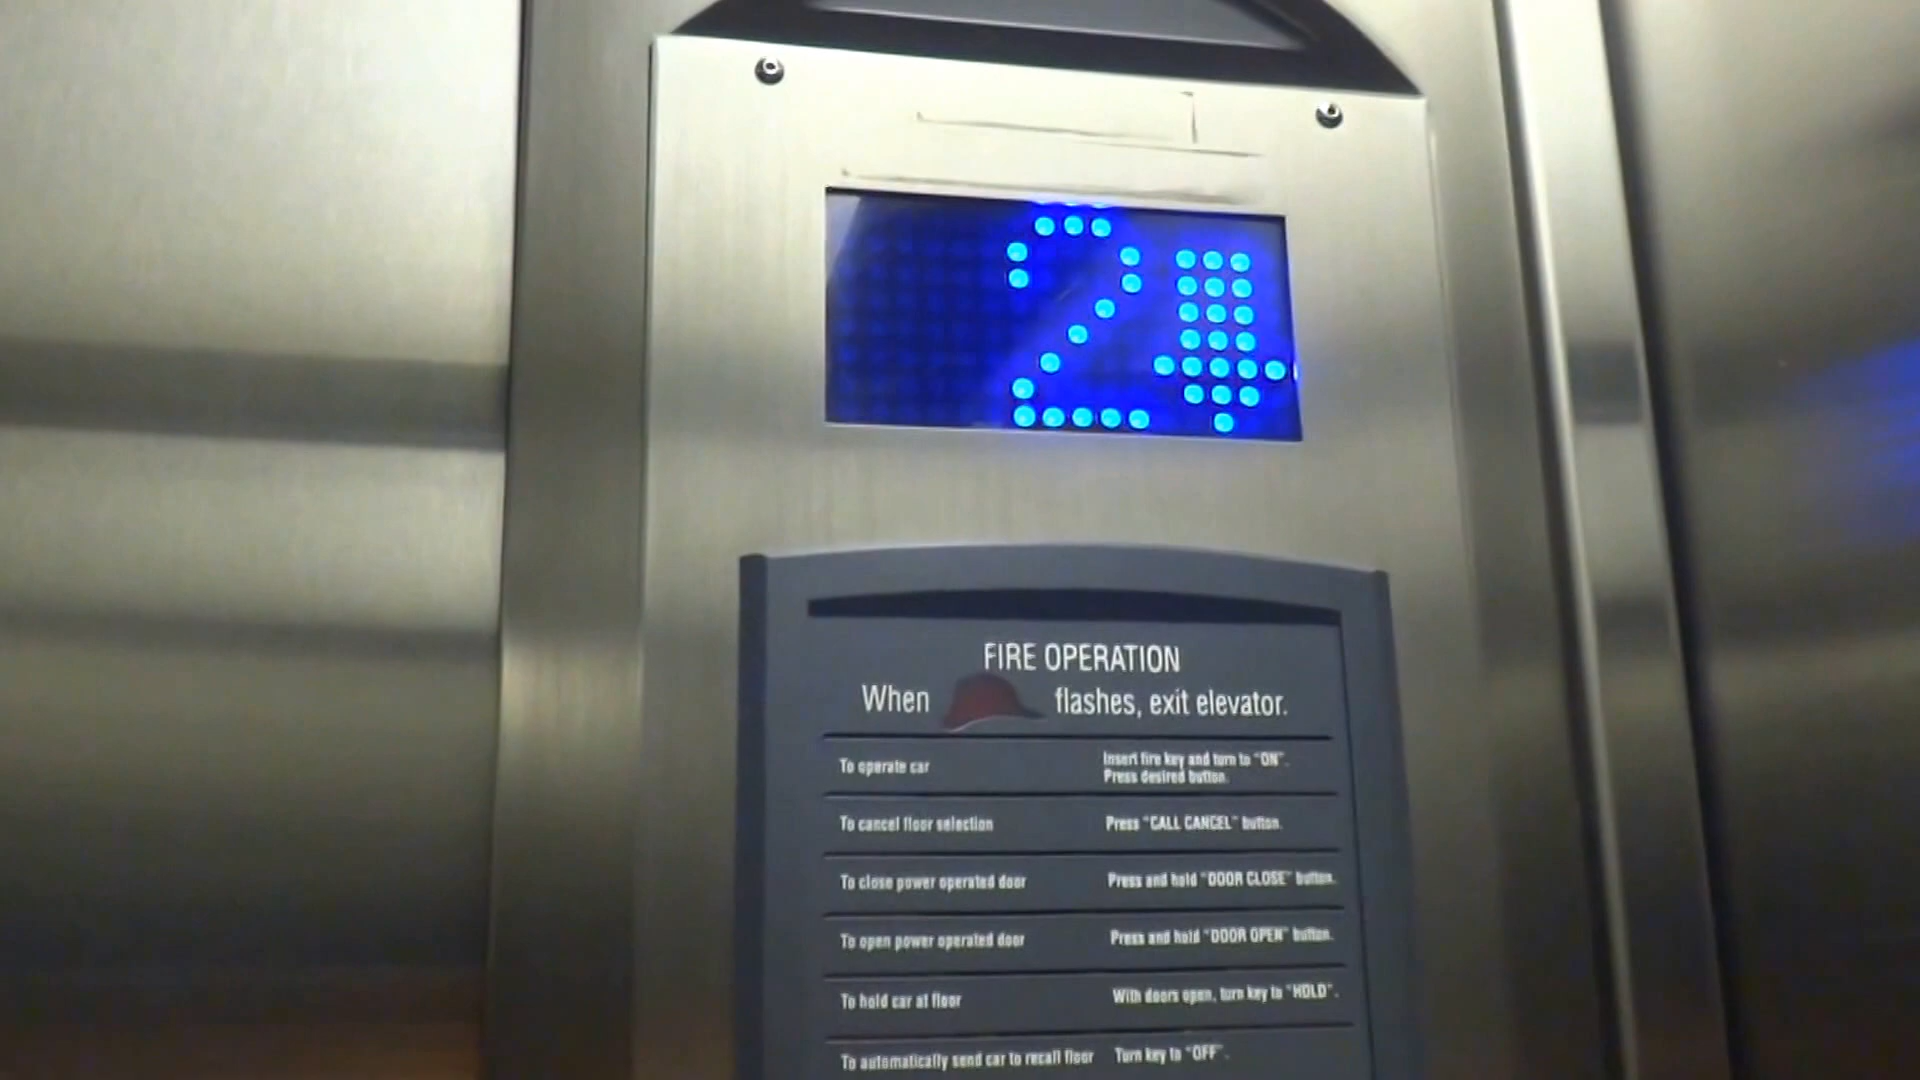 2
FIRE OPERATION
When flashes, exit elevator.
To operate car Insert fire key and turn to "ON".
Press desired button.
To cancel floor selection Press "CALL CANCEL" button.
To close power operated door Press and hold "DOOR CLOSE" button.
To open power operated door Press and hold "DOOR OPEN" button.
To hold car at floor With doors open, turn key to "HOLD".
To automatically send car to recall floor Turn key to "OFF".